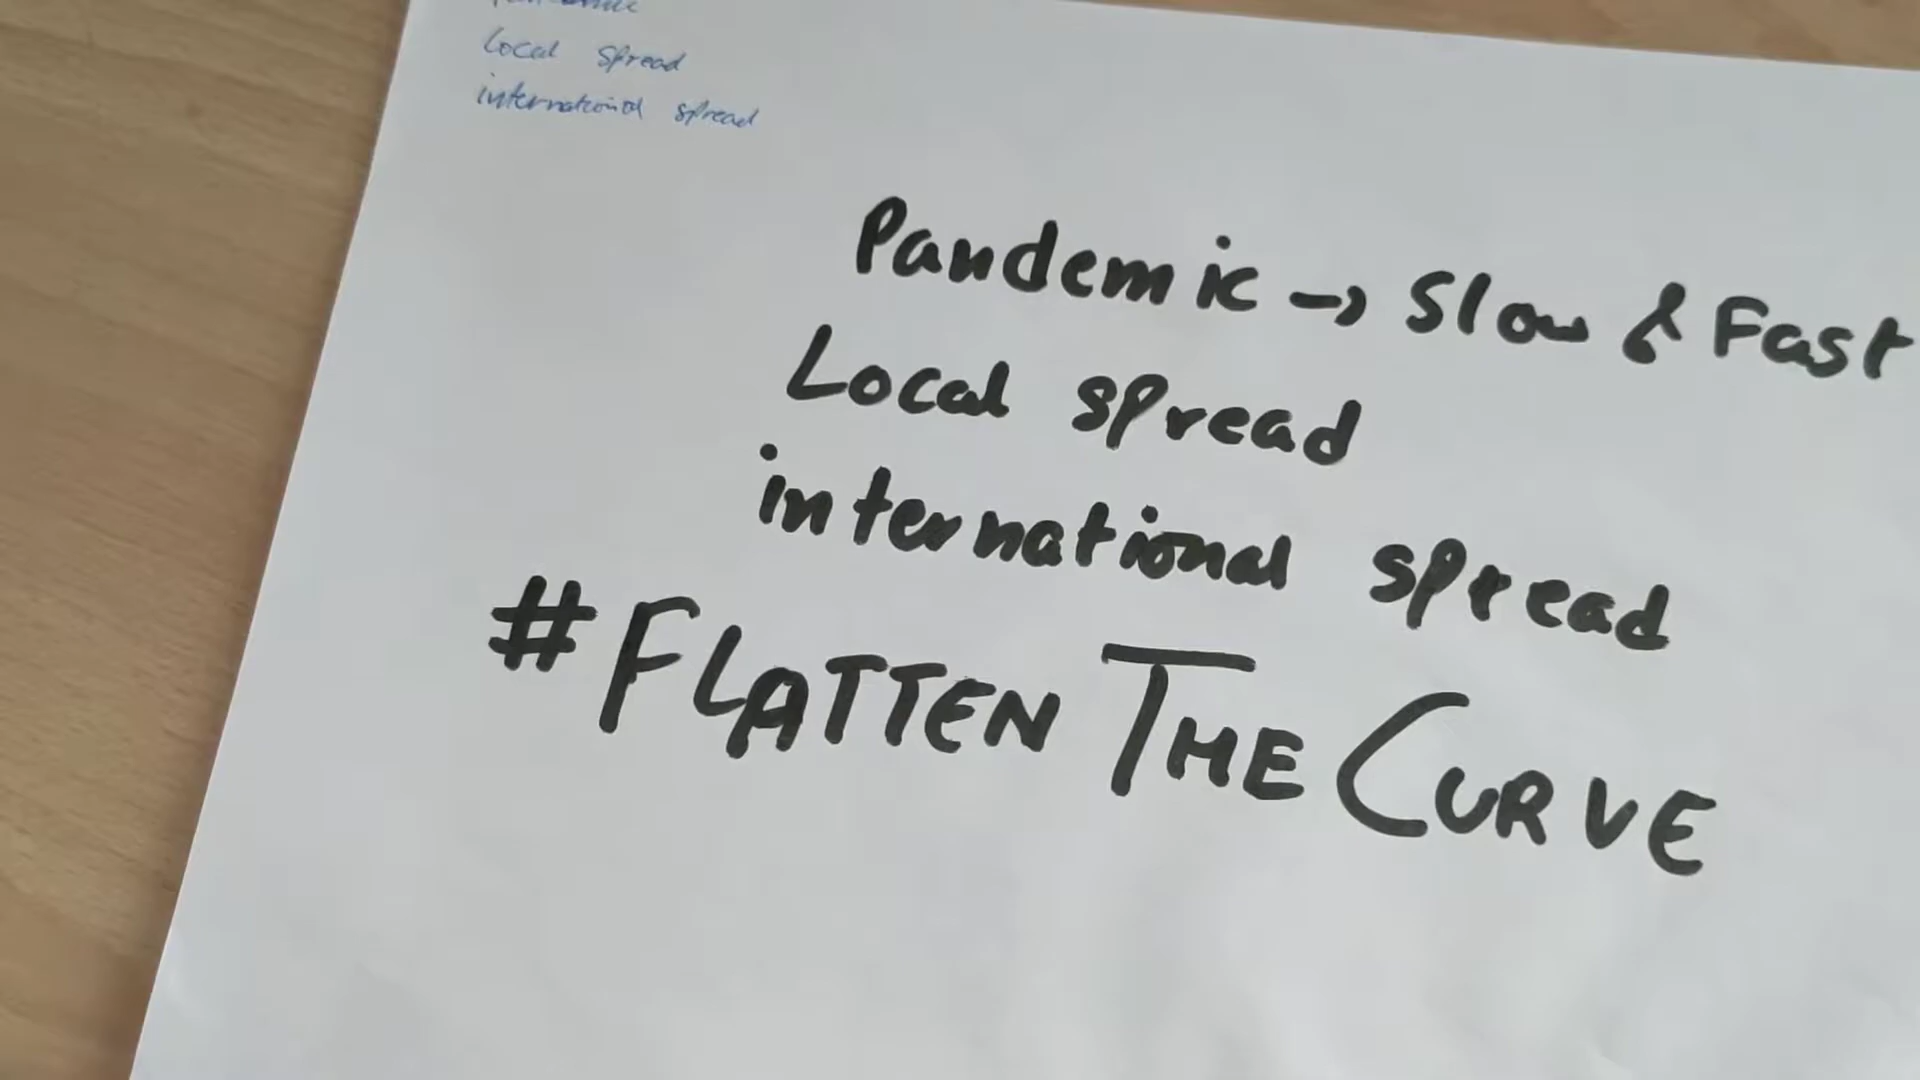 Local spread
international spread
Pandemic → Slow & Fast
Local spread
international spread
#FLATTEN THE CURVE